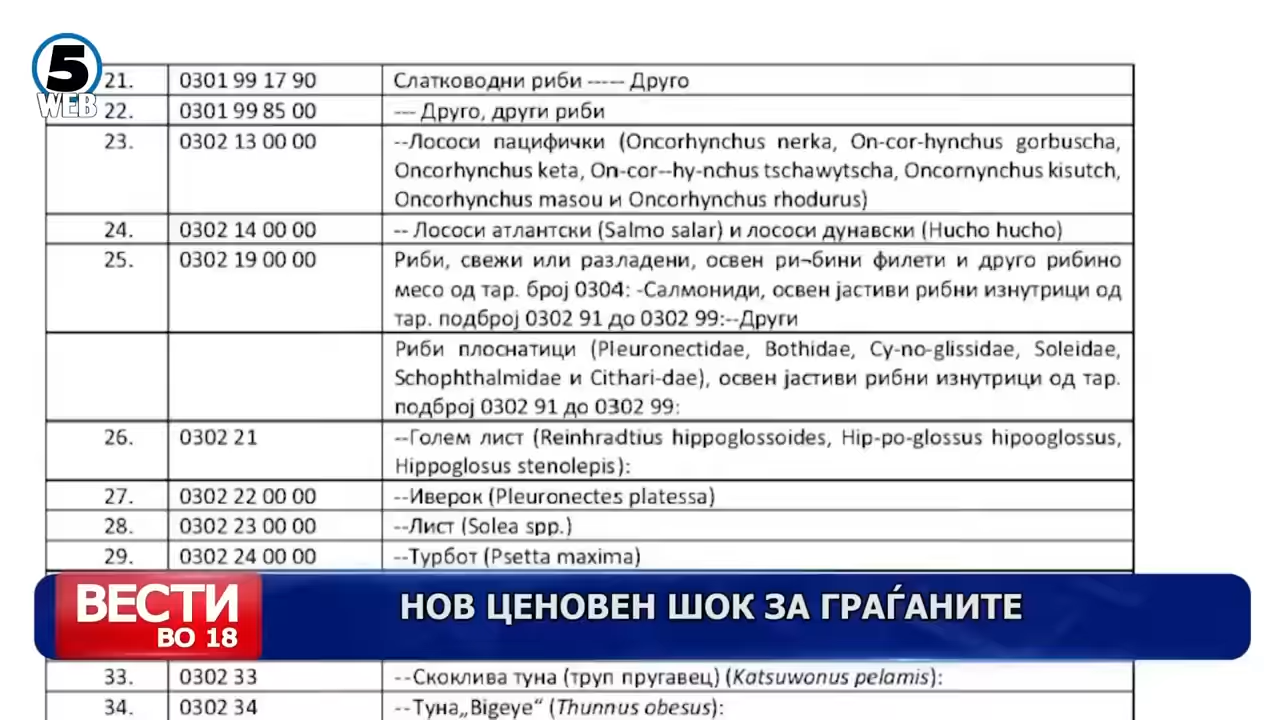 5
WEB
21. 0301 99 17 90 Слатководни риби ----- Друго
22. 0301 99 85 00 --- Друго, други риби
23. 0302 13 00 00 --Лососи пацифички (Oncorhynchus nerka, On-cor-hynchus gorbuscha,
Oncorhynchus keta, On-cor--hy-nchus tschawytscha, Oncornynchus kisutch,
Oncorhynchus masou и Oncorhynchus rhodurus)
24. 0302 14 00 00 -- Лососи атлантски (Salmo salar) и лососи дунавски (Hucho hucho)
25. 0302 19 00 00 Риби, свежи или разладени, освен ри¬бини филети и друго рибино
месо од тар. број 0304: -Салмониди, освен јастиви рибни изнутрици од
тар. подброј 0302 91 до 0302 99:--Други
Риби плоснатици (Pleuronectidae, Bothidae, Cy-no-glissidae, Soleidae,
Schophthalmidae и Cithari-dae), освен јастиви рибни изнутрици од тар.
подброј 0302 91 до 0302 99:
26. 0302 21 --Голем лист (Reinhradtius hippoglossoides, Hip-po-glossus hipooglossus,
Hippoglosus stenolepis):
27. 0302 22 00 00 --Иверок (Pleuronectes platessa)
28. 0302 23 00 00 --Лист (Solea spp.)
29. 0302 24 00 00 --Турбот (Psetta maxima)
ВЕСТИ
ВО 18
НОВ ЦЕНОВЕН ШОК ЗА ГРАЃАНИТЕ
33. 0302 33 --Скоклива туна (труп пругавец) (Katsuwonus pelamis):
34. 0302 34 --Туна„Bigeye“ (Thunnus obesus):